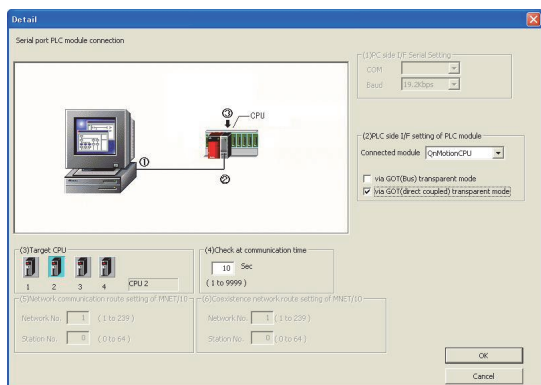 Detail
Serial port PLC module connection
(1)PC side I/F Serial Setting
COM
Baud 19.2Kbps
③ CPU
①
②
(2)PLC side I/F setting of PLC module
Connected module QnMotionCPU
via GOT(Bus) transparent mode
via GOT(direct coupled) transparent mode
(3)Target CPU
1 2 3 4 CPU 2
(4)Check at communication time
10 Sec
( 1 to 9999 )
(5)Network communication route setting of MNET/10
Network No. 1 ( 1 to 239 )
Station No. 0 ( 0 to 64 )
(6)Coexistence network route setting of MNET/10
Network No. 1 ( 1 to 239 )
Station No. 0 ( 0 to 64 )
OK
Cancel